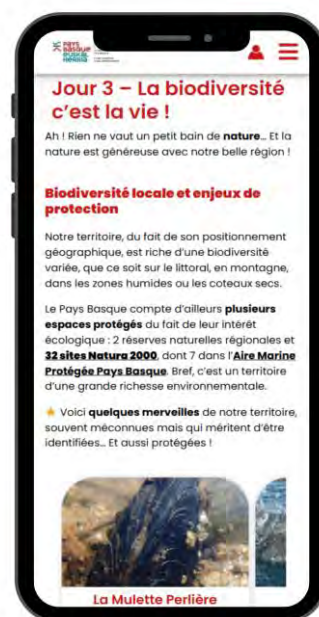 PAYS
BASQUE
EUSKAL
HERRIA
Jour 3 – La biodiversité
c'est la vie !
Ah ! Rien ne vaut un petit bain de nature... Et la
nature est généreuse avec notre belle région !
Biodiversité locale et enjeux de
protection
Notre territoire, du fait de son positionnement
géographique, est riche d'une biodiversité
variée, que ce soit sur le littoral, en montagne,
dans les zones humides ou les coteaux secs.
Le Pays Basque compte d'ailleurs plusieurs
espaces protégés du fait de leur intérêt
écologique : 2 réserves naturelles régionales et
32 sites Natura 2000, dont 7 dans l'Aire Marine
Protégée Pays Basque. Bref, c'est un territoire
d'une grande richesse environnementale.
Voici quelques merveilles de notre territoire,
souvent méconnues mais qui méritent d'être
identifiées... Et aussi protégées !
La Mulette Perlière